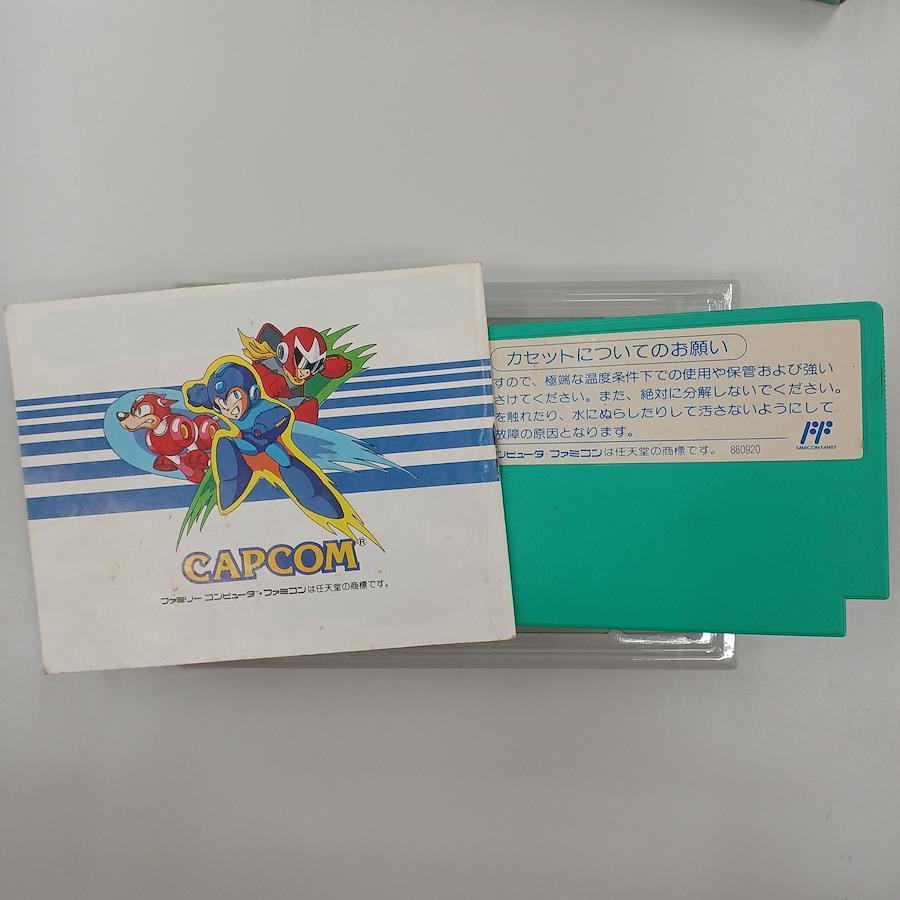 CAPCOM®
ファミリー コンピュータ・ファミコンは任天堂の商標です。
カセットについてのお願い
すので、極端な温度条件下での使用や保管および強い
さけてください。また、絶対に分解しないでください。
を触れたり、水にぬらしたりして汚さないようにして
故障の原因となります。
ンピュータ・ファミコンは任天堂の商標です。 880920
FAMICOM FAMILY